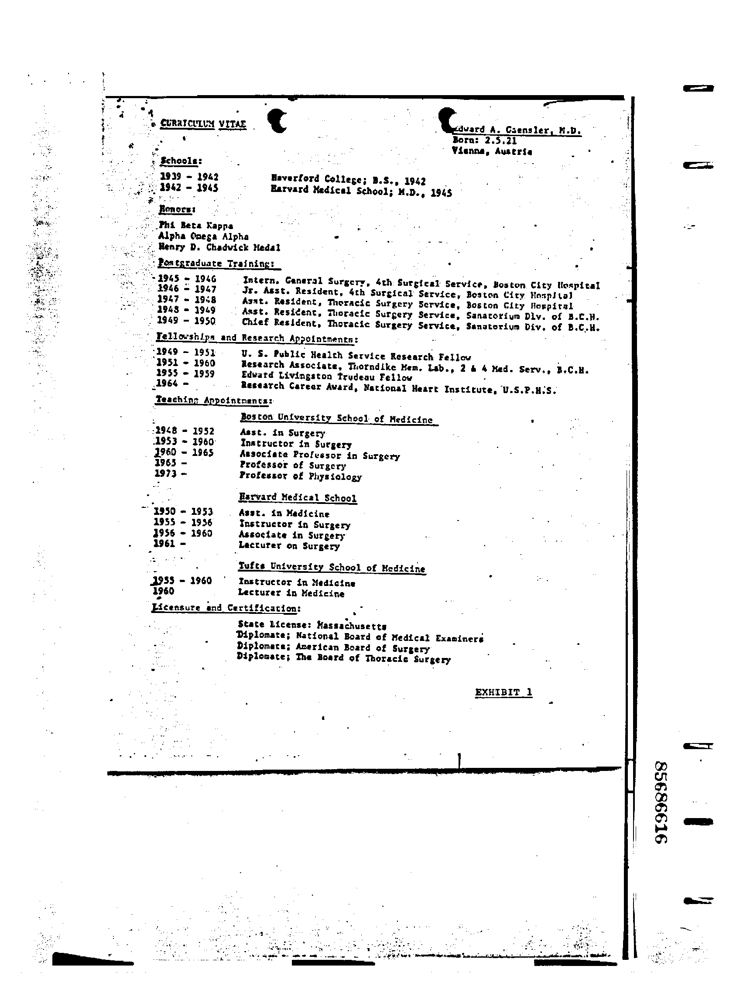 CURRICULUM VITAE
Edward A. Gaensler, M.D.
Born: 2.5.21
Vienna, Austria
Schools:
1939 - 1942 Haverford College; B.S., 1942
1942 - 1945 Harvard Medical School; M.D., 1945
Honors:
Phi Beta Kappa
Alpha Omega Alpha
Henry D. Chadwick Medal
Postgraduate Training:
1945 - 1946 Intern. General Surgery, 4th Surgical Service, Boston City Hospital
1946 - 1947 Jr. Asst. Resident, 4th Surgical Service, Boston City Hospital
1947 - 1948 Asst. Resident, Thoracic Surgery Service, Boston City Hospital
1948 - 1949 Asst. Resident, Thoracic Surgery Service, Sanatorium Div. of B.C.H.
1949 - 1950 Chief Resident, Thoracic Surgery Service, Sanatorium Div. of B.C.H.
Fellowships and Research Appointments:
1949 - 1951 U. S. Public Health Service Research Fellow
1951 - 1960 Research Associate, Thorndike Mem. Lab., 2 & 4 Med. Serv., B.C.H.
1955 - 1959 Edward Livingston Trudeau Fellow
1964 - Research Career Award, National Heart Institute, U.S.P.H.S.
Teaching Appointments:
Boston University School of Medicine
1948 - 1952 Asst. in Surgery
1953 - 1960 Instructor in Surgery
1960 - 1965 Associate Professor in Surgery
1965 - Professor of Surgery
1973 - Professor of Physiology
Harvard Medical School
1950 - 1953 Asst. in Medicine
1955 - 1956 Instructor in Surgery
1956 - 1960 Associate in Surgery
1961 - Lecturer on Surgery
Tufts University School of Medicine
1955 - 1960 Instructor in Medicine
1960 Lecturer in Medicine
Licensure and Certification:
State License: Massachusetts
Diplomate; National Board of Medical Examiners
Diplomate; American Board of Surgery
Diplomate; The Board of Thoracic Surgery
EXHIBIT 1
85686616